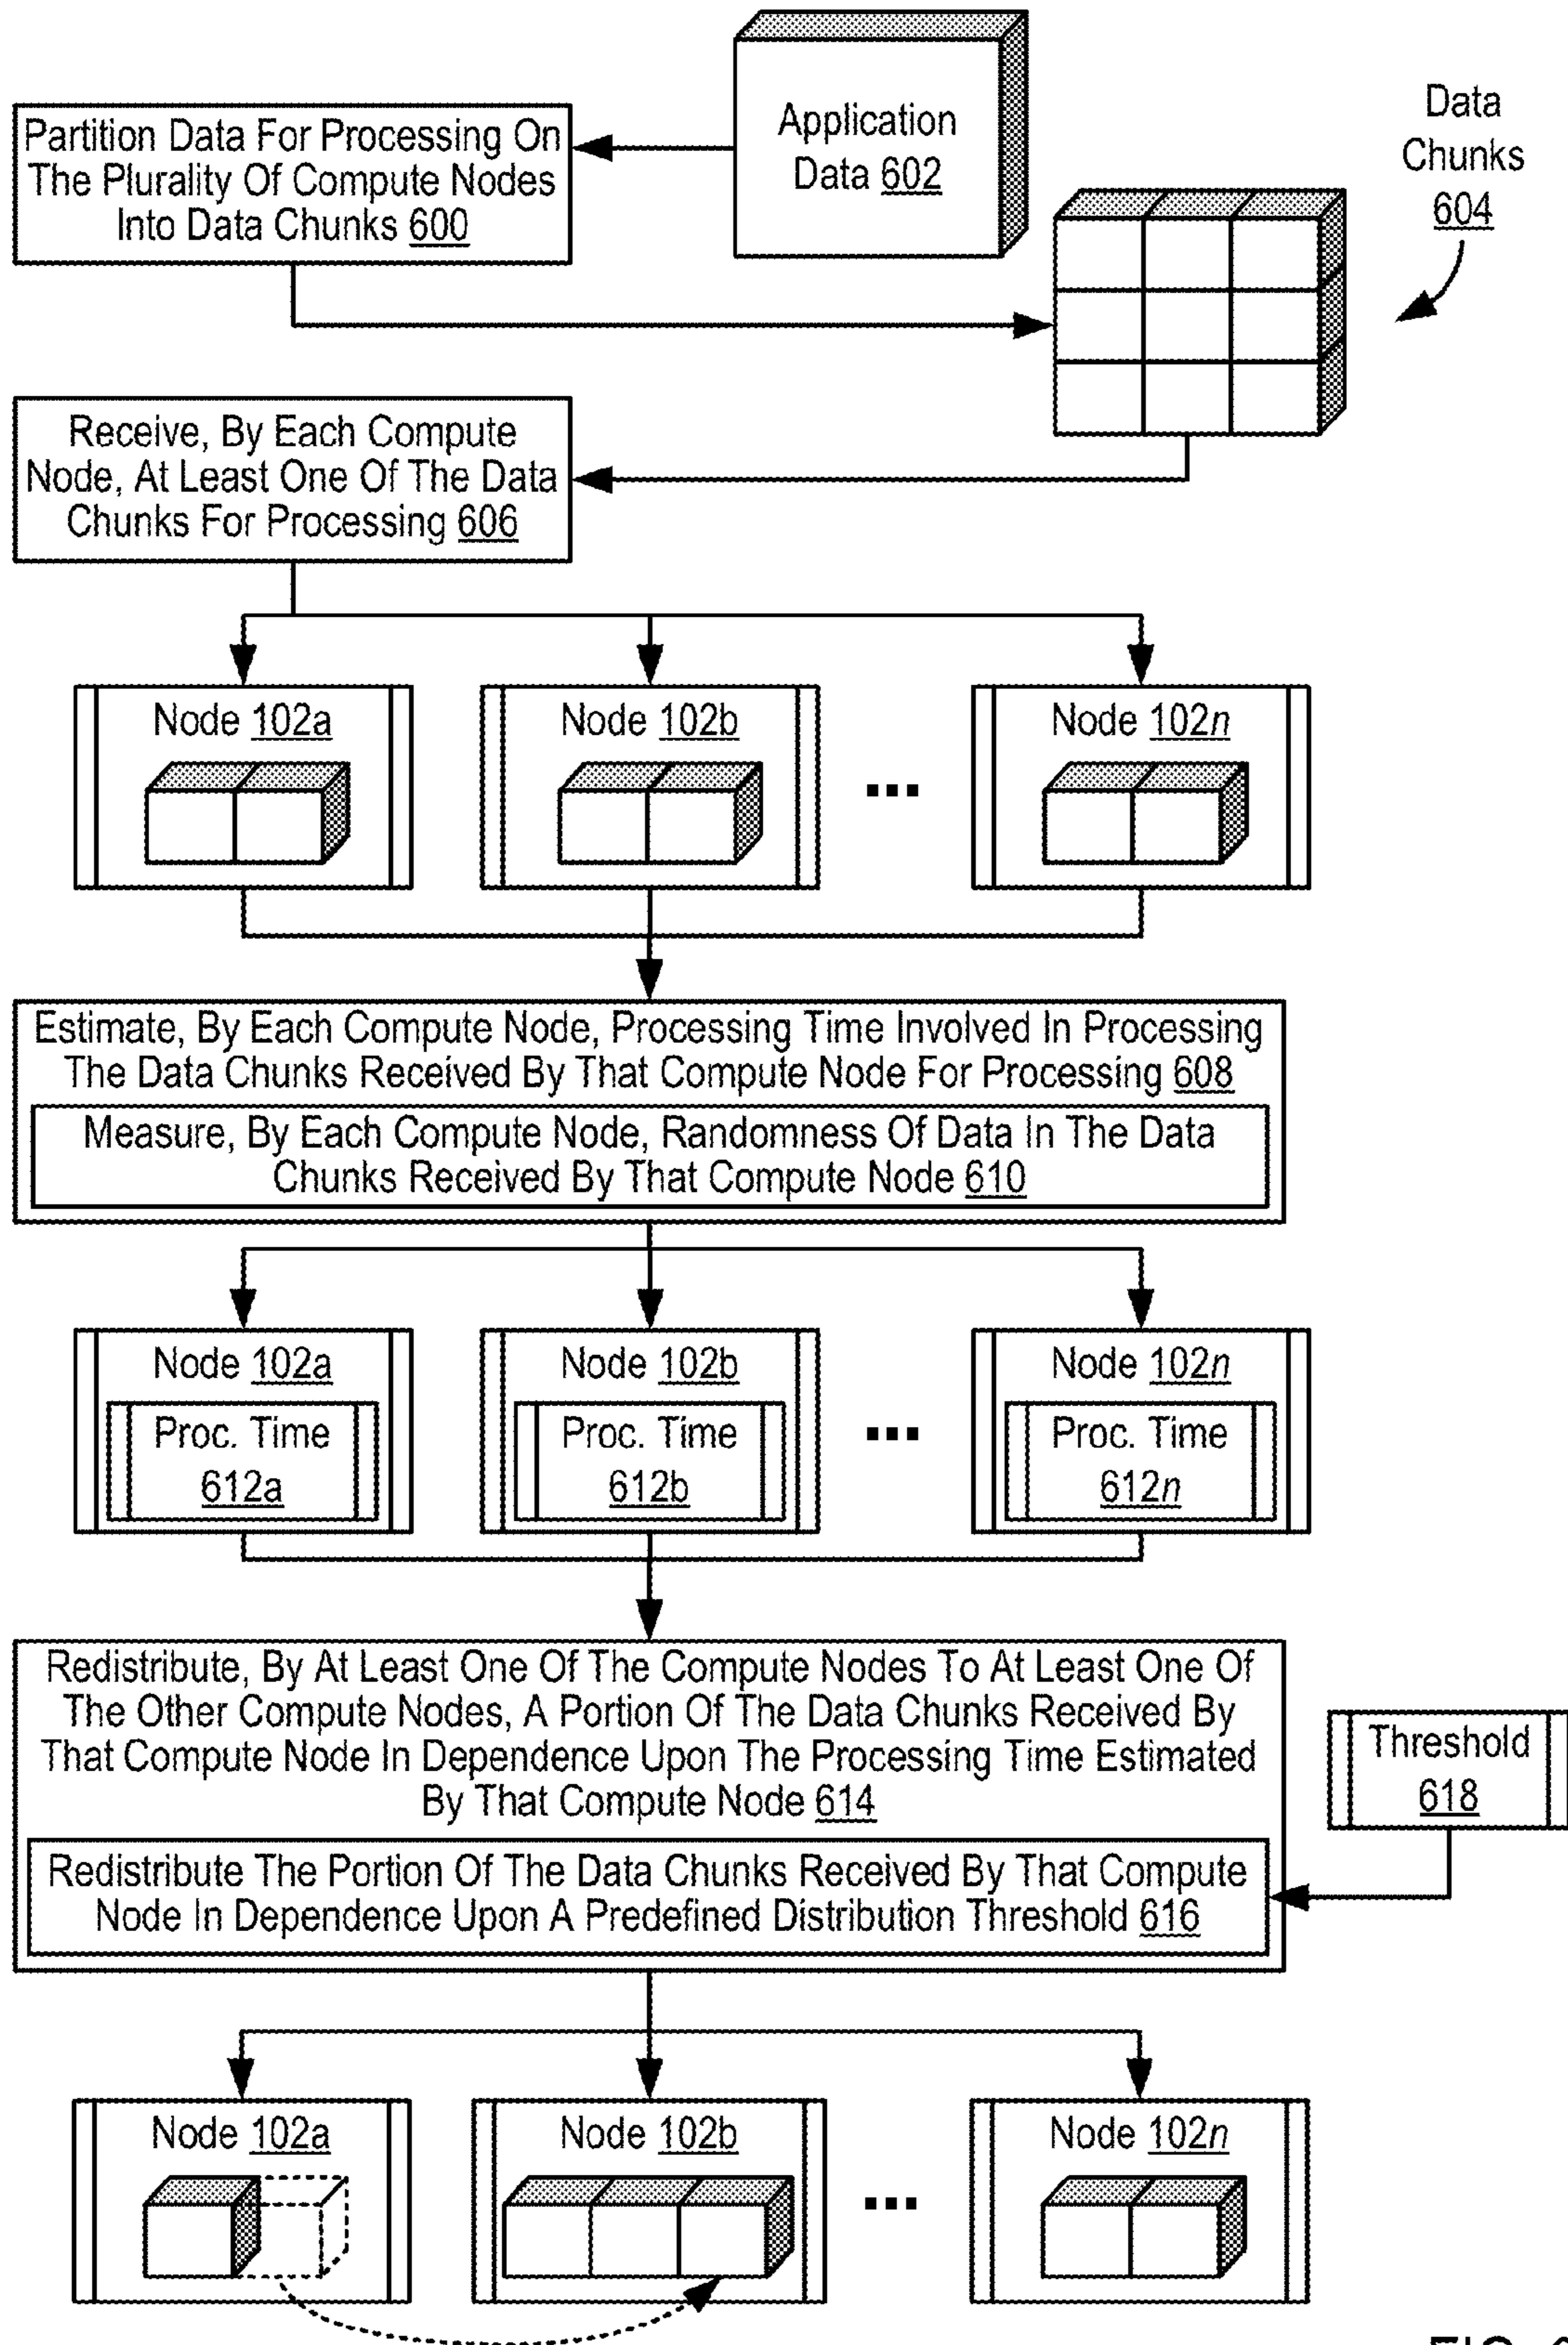 Application
Data 602
Data
Chunks
604
Partition Data For Processing On
The Plurality Of Compute Nodes
Into Data Chunks 600
Receive, By Each Compute
Node, At Least One Of The Data
Chunks For Processing 606
Node 102a
Node 102b
Node 102n
...
Estimate, By Each Compute Node, Processing Time Involved In Processing
The Data Chunks Received By That Compute Node For Processing 608
Measure, By Each Compute Node, Randomness Of Data In The Data
Chunks Received By That Compute Node 610
Node 102a
Proc. Time
612a
Node 102b
Proc. Time
612b
...
Node 102n
Proc. Time
612n
Redistribute, By At Least One Of The Compute Nodes To At Least One Of
The Other Compute Nodes, A Portion Of The Data Chunks Received By
That Compute Node In Dependence Upon The Processing Time Estimated
By That Compute Node 614
Threshold
618
Redistribute The Portion Of The Data Chunks Received By That Compute
Node In Dependence Upon A Predefined Distribution Threshold 616
Node 102a
Node 102b
Node 102n
...